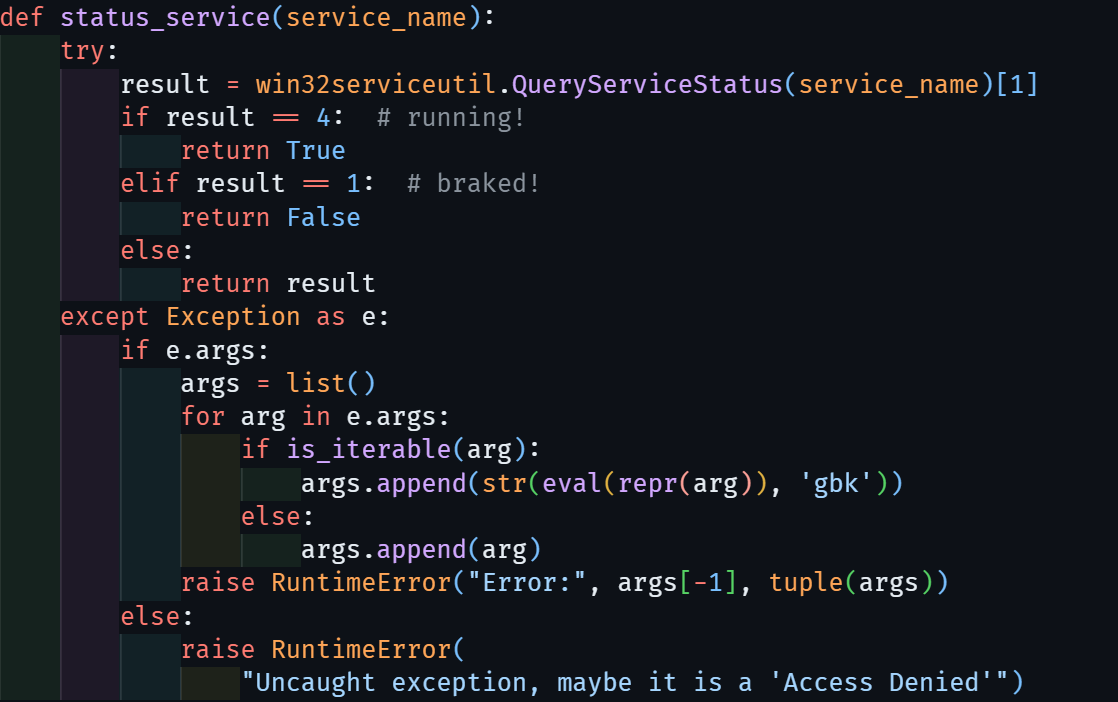 def status_service(service_name):
    try:
        result = win32serviceutil.QueryServiceStatus(service_name)[1]
        if result == 4:  # running!
            return True
        elif result == 1:  # braked!
            return False
        else:
            return result
    except Exception as e:
        if e.args:
            args = list()
            for arg in e.args:
                if is_iterable(arg):
                    args.append(str(eval(repr(arg)), 'gbk'))
                else:
                    args.append(arg)
            raise RuntimeError("Error:", args[-1], tuple(args))
        else:
            raise RuntimeError(
                "Uncaught exception, maybe it is a 'Access Denied'")